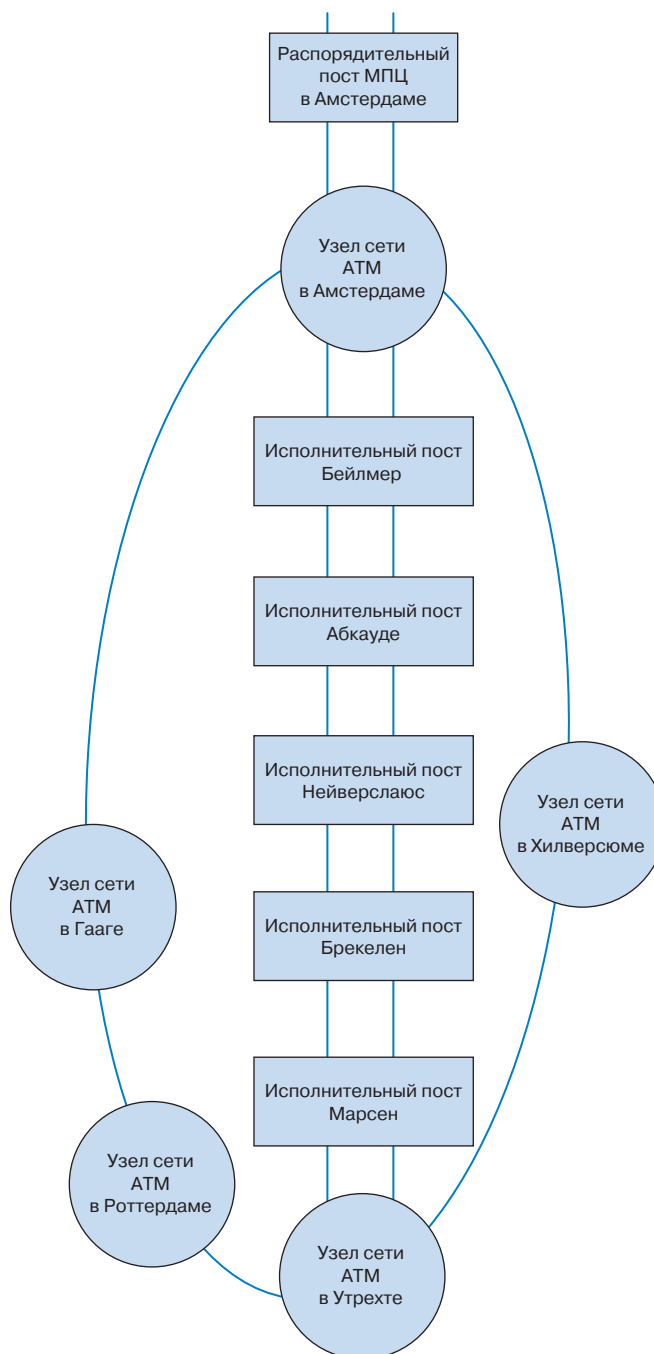 Распорядительный
пост МПЦ
в Амстердаме
Узел сети
АТМ
в Амстердаме
Исполнительный пост
Бейлмер
Исполнительный пост
Абкауде
Исполнительный пост
Нейверслаюс
Узел сети
АТМ
в Хилверсюме
Узел сети
АТМ
в Гааге
Исполнительный пост
Брекелен
Исполнительный пост
Марсен
Узел сети
АТМ
в Роттердаме
Узел сети
АТМ
в Утрехте